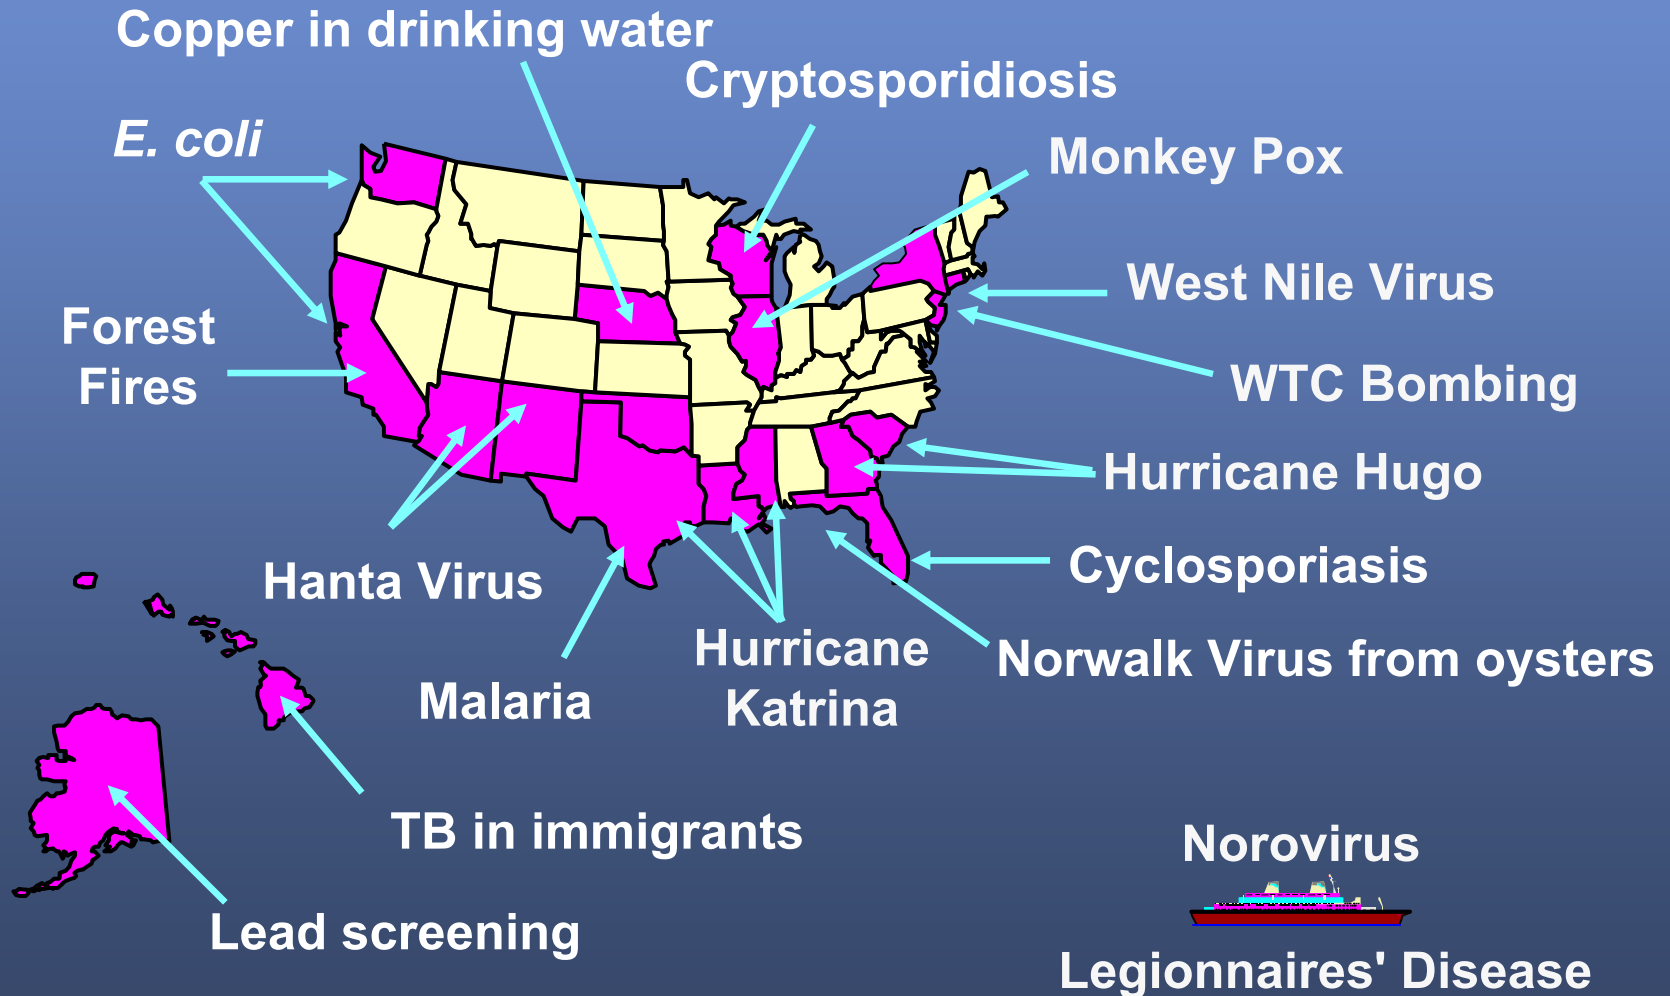 Copper in drinking water
Cryptosporidiosis
E. coli
Monkey Pox
West Nile Virus
Forest
Fires
WTC Bombing
Hurricane Hugo
Cyclosporiasis
Hanta Virus
Hurricane
Katrina
Norwalk Virus from oysters
Malaria
TB in immigrants
Norovirus
Lead screening
Legionnaires' Disease